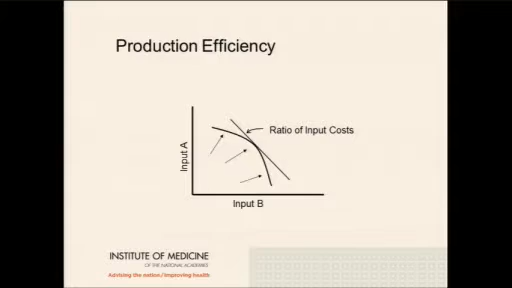 Production Efficiency
Ratio of Input Costs
Input A
Input B
INSTITUTE OF MEDICINE
OF THE NATIONAL ACADEMIES
Advising the nation / Improving health